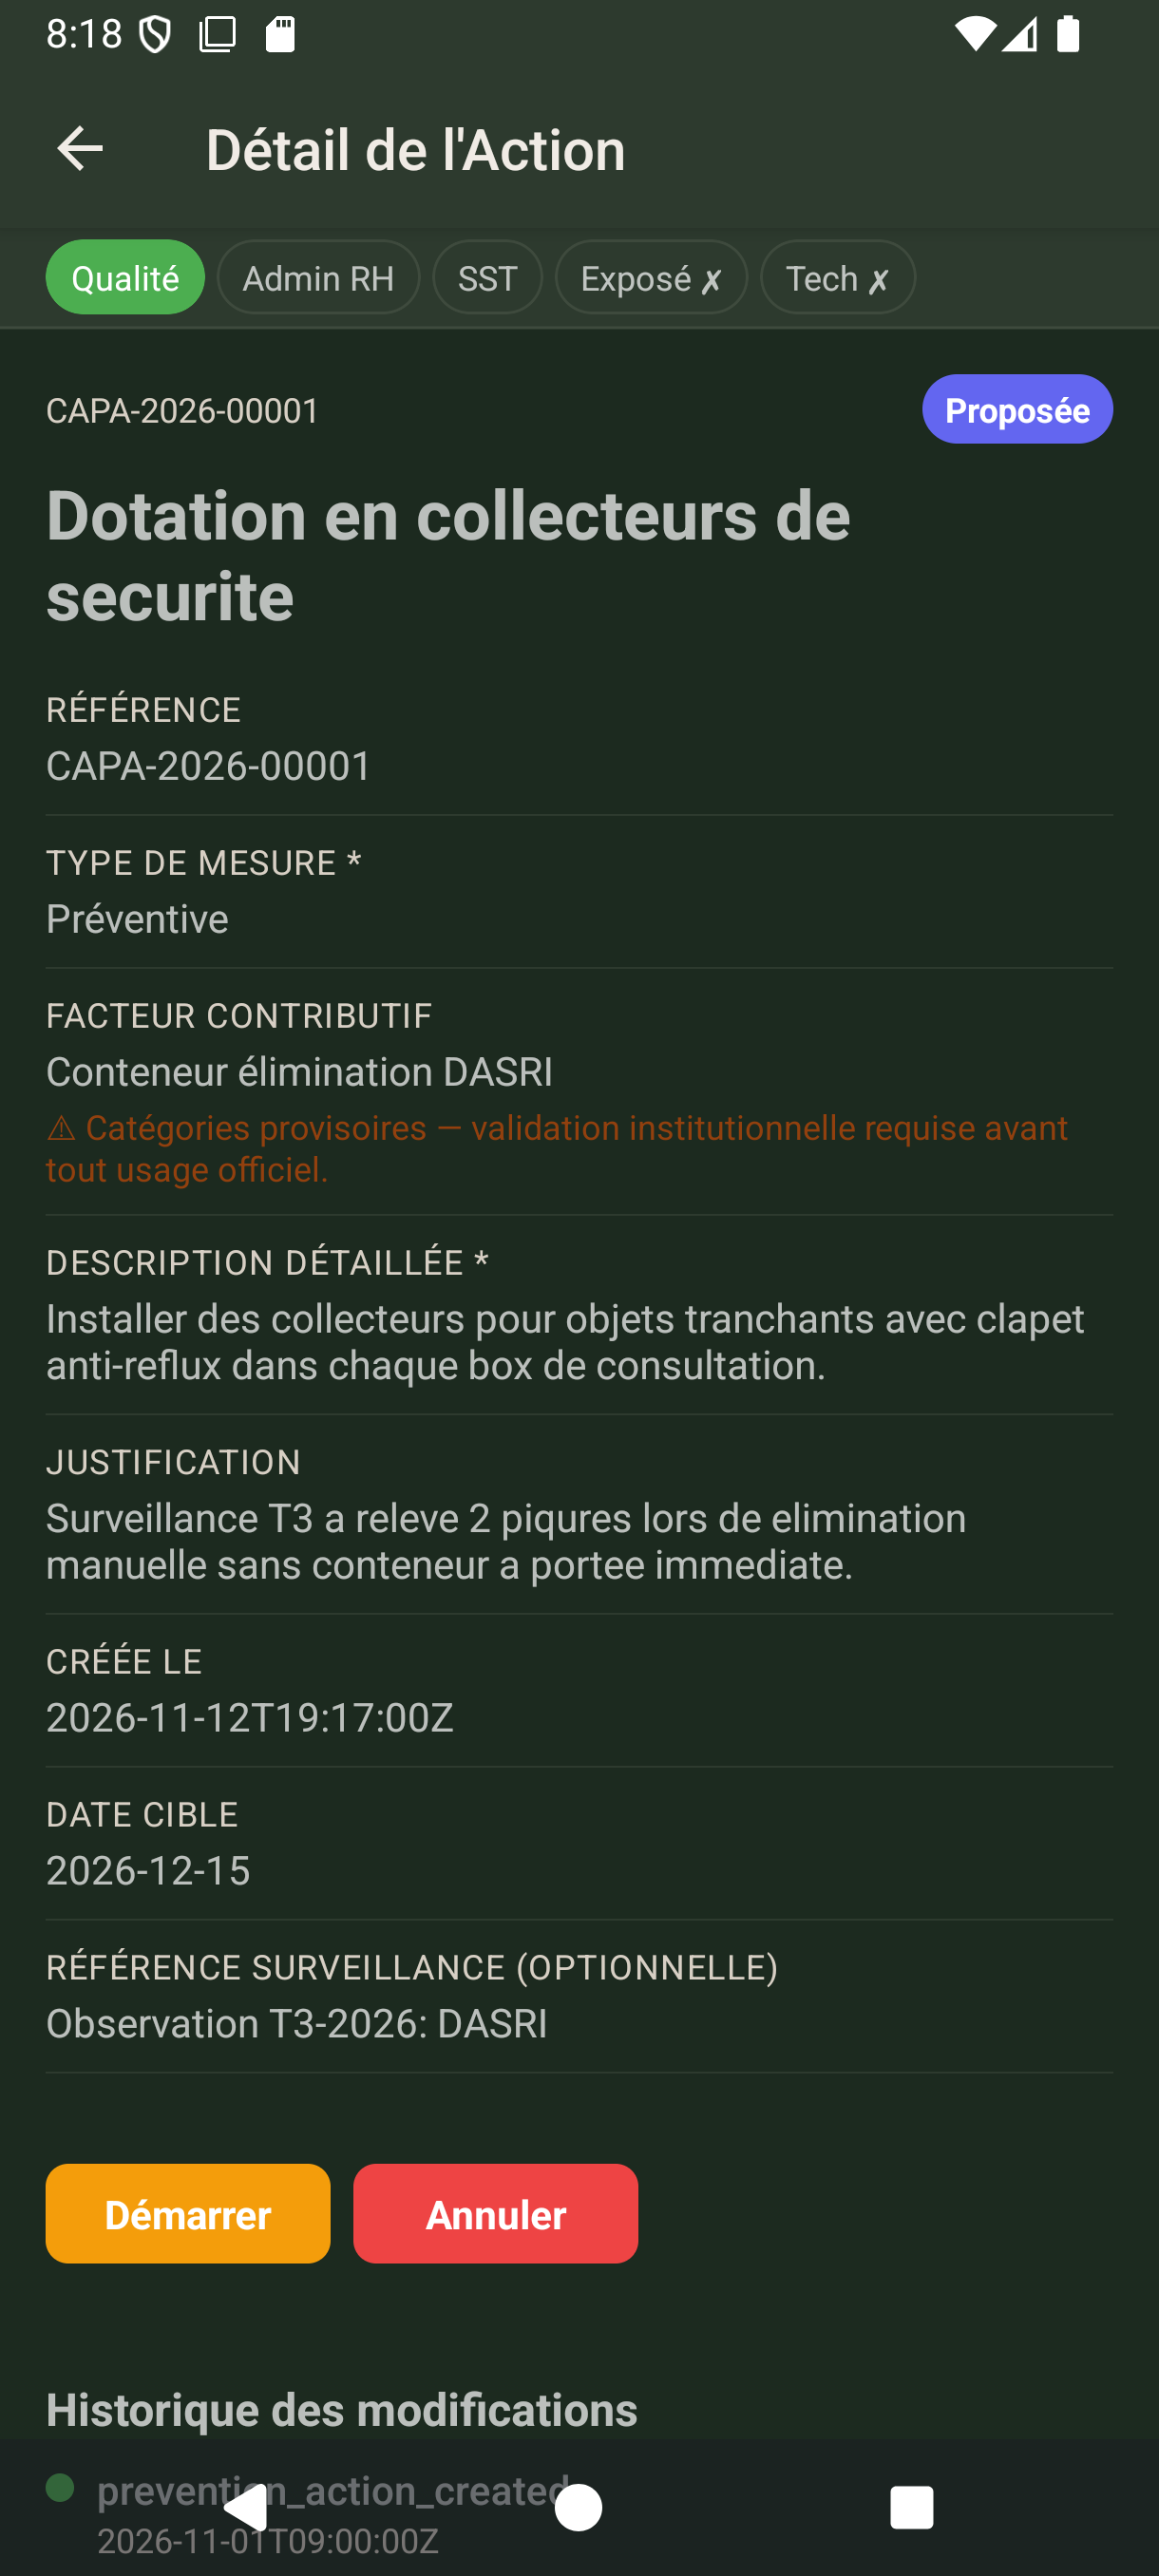 8:18
Détail de l'Action
Qualité Admin RH SST Exposé ✗ Tech ✗
CAPA-2026-00001 Proposée
Dotation en collecteurs de
securite
RÉFÉRENCE
CAPA-2026-00001
TYPE DE MESURE *
Préventive
FACTEUR CONTRIBUTIF
Conteneur élimination DASRI
⚠ Catégories provisoires — validation institutionnelle requise avant
tout usage officiel.
DESCRIPTION DÉTAILLÉE *
Installer des collecteurs pour objets tranchants avec clapet
anti-reflux dans chaque box de consultation.
JUSTIFICATION
Surveillance T3 a releve 2 piqures lors de elimination
manuelle sans conteneur a portee immediate.
CRÉÉE LE
2026-11-12T19:17:00Z
DATE CIBLE
2026-12-15
RÉFÉRENCE SURVEILLANCE (OPTIONNELLE)
Observation T3-2026: DASRI
Démarrer Annuler
Historique des modifications
prevention_action_created
2026-11-01T09:00:00Z